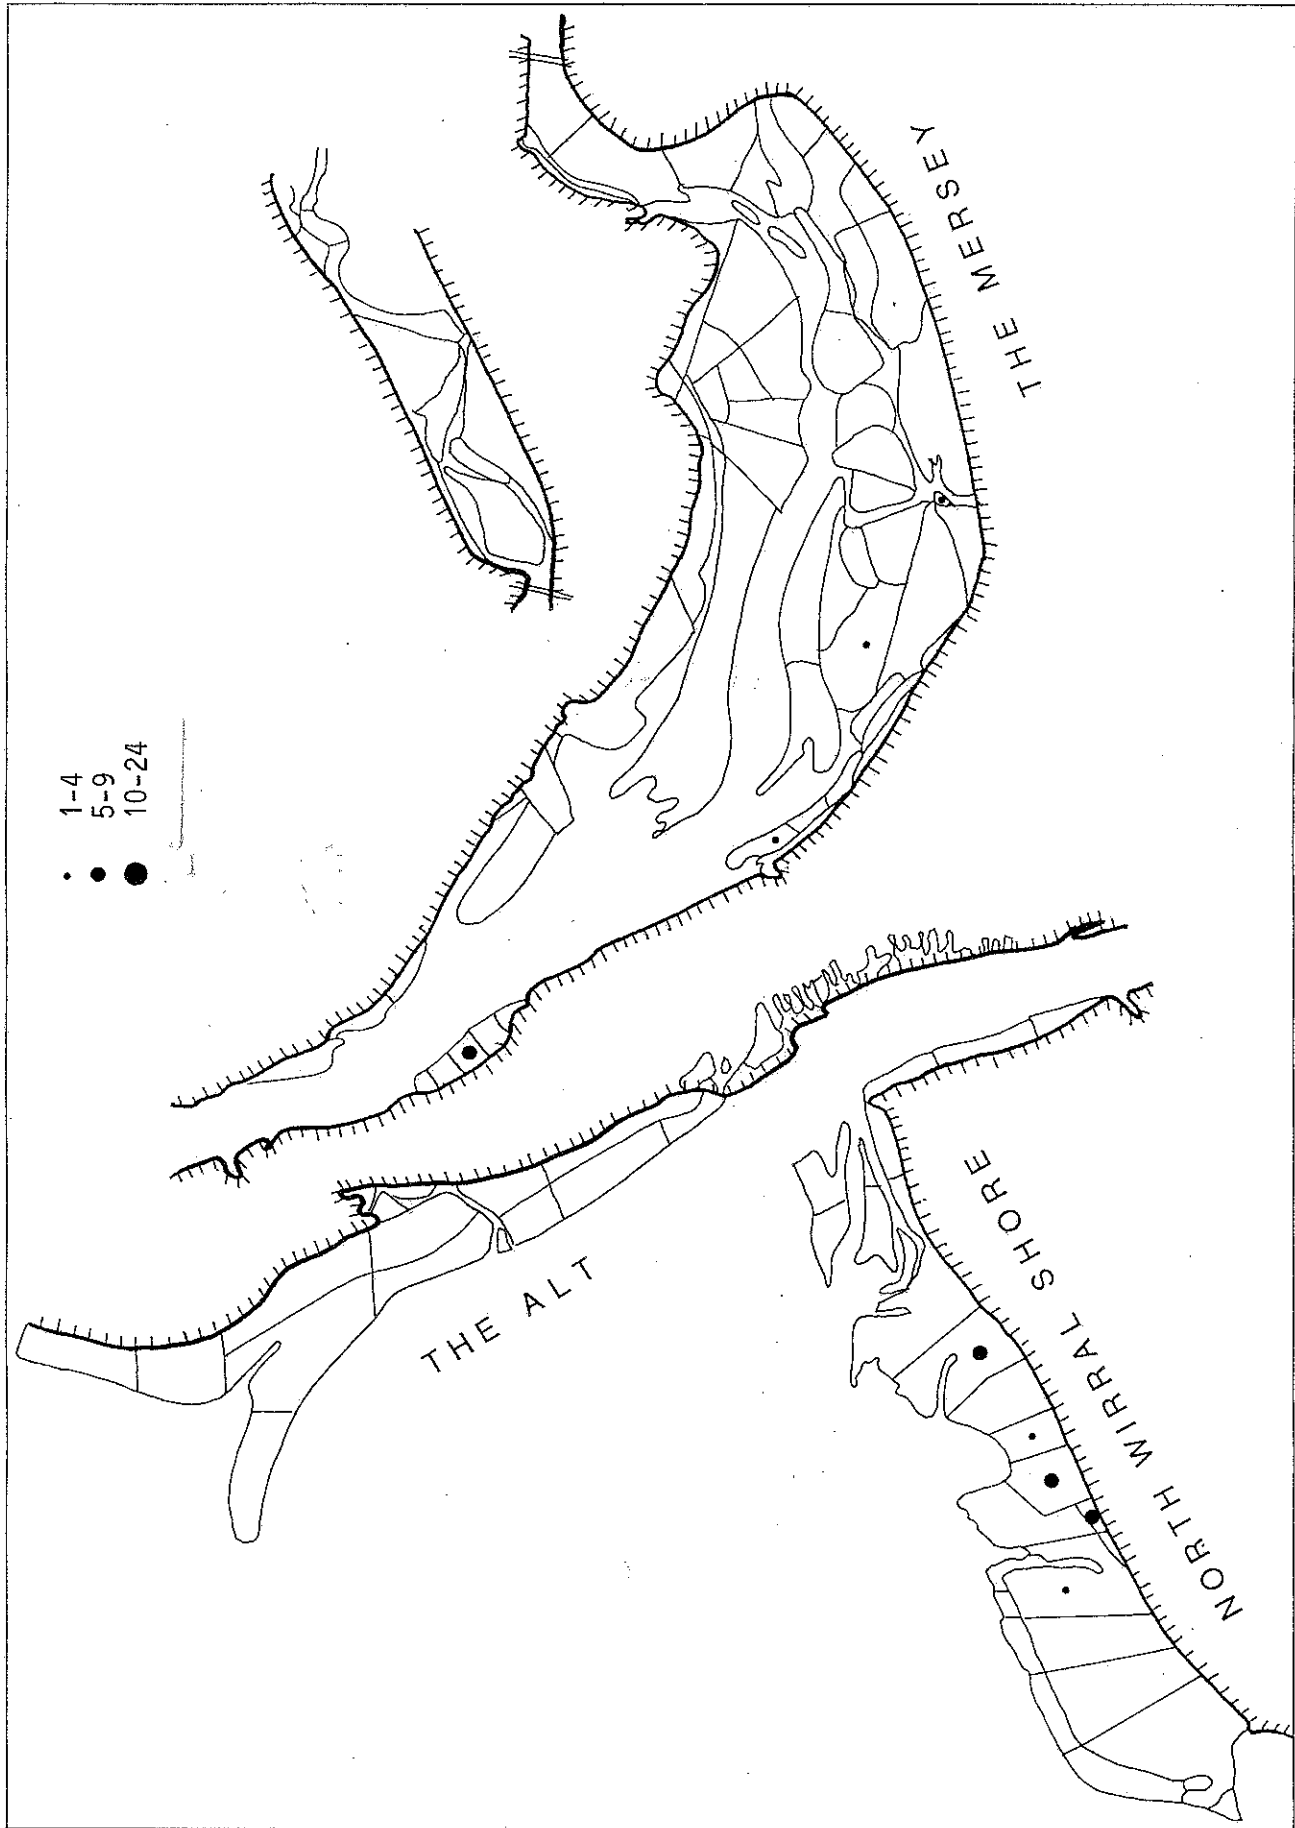 1-4
5-9
10-24
THE MERSEY
THE ALT
NORTH WIRRAL SHORE